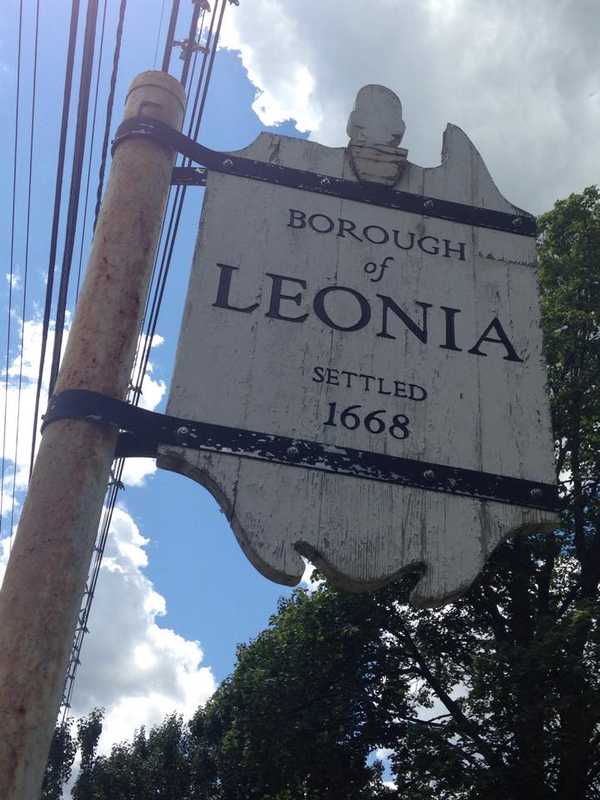 BOROUGH
of
LEONIA
SETTLED
1668